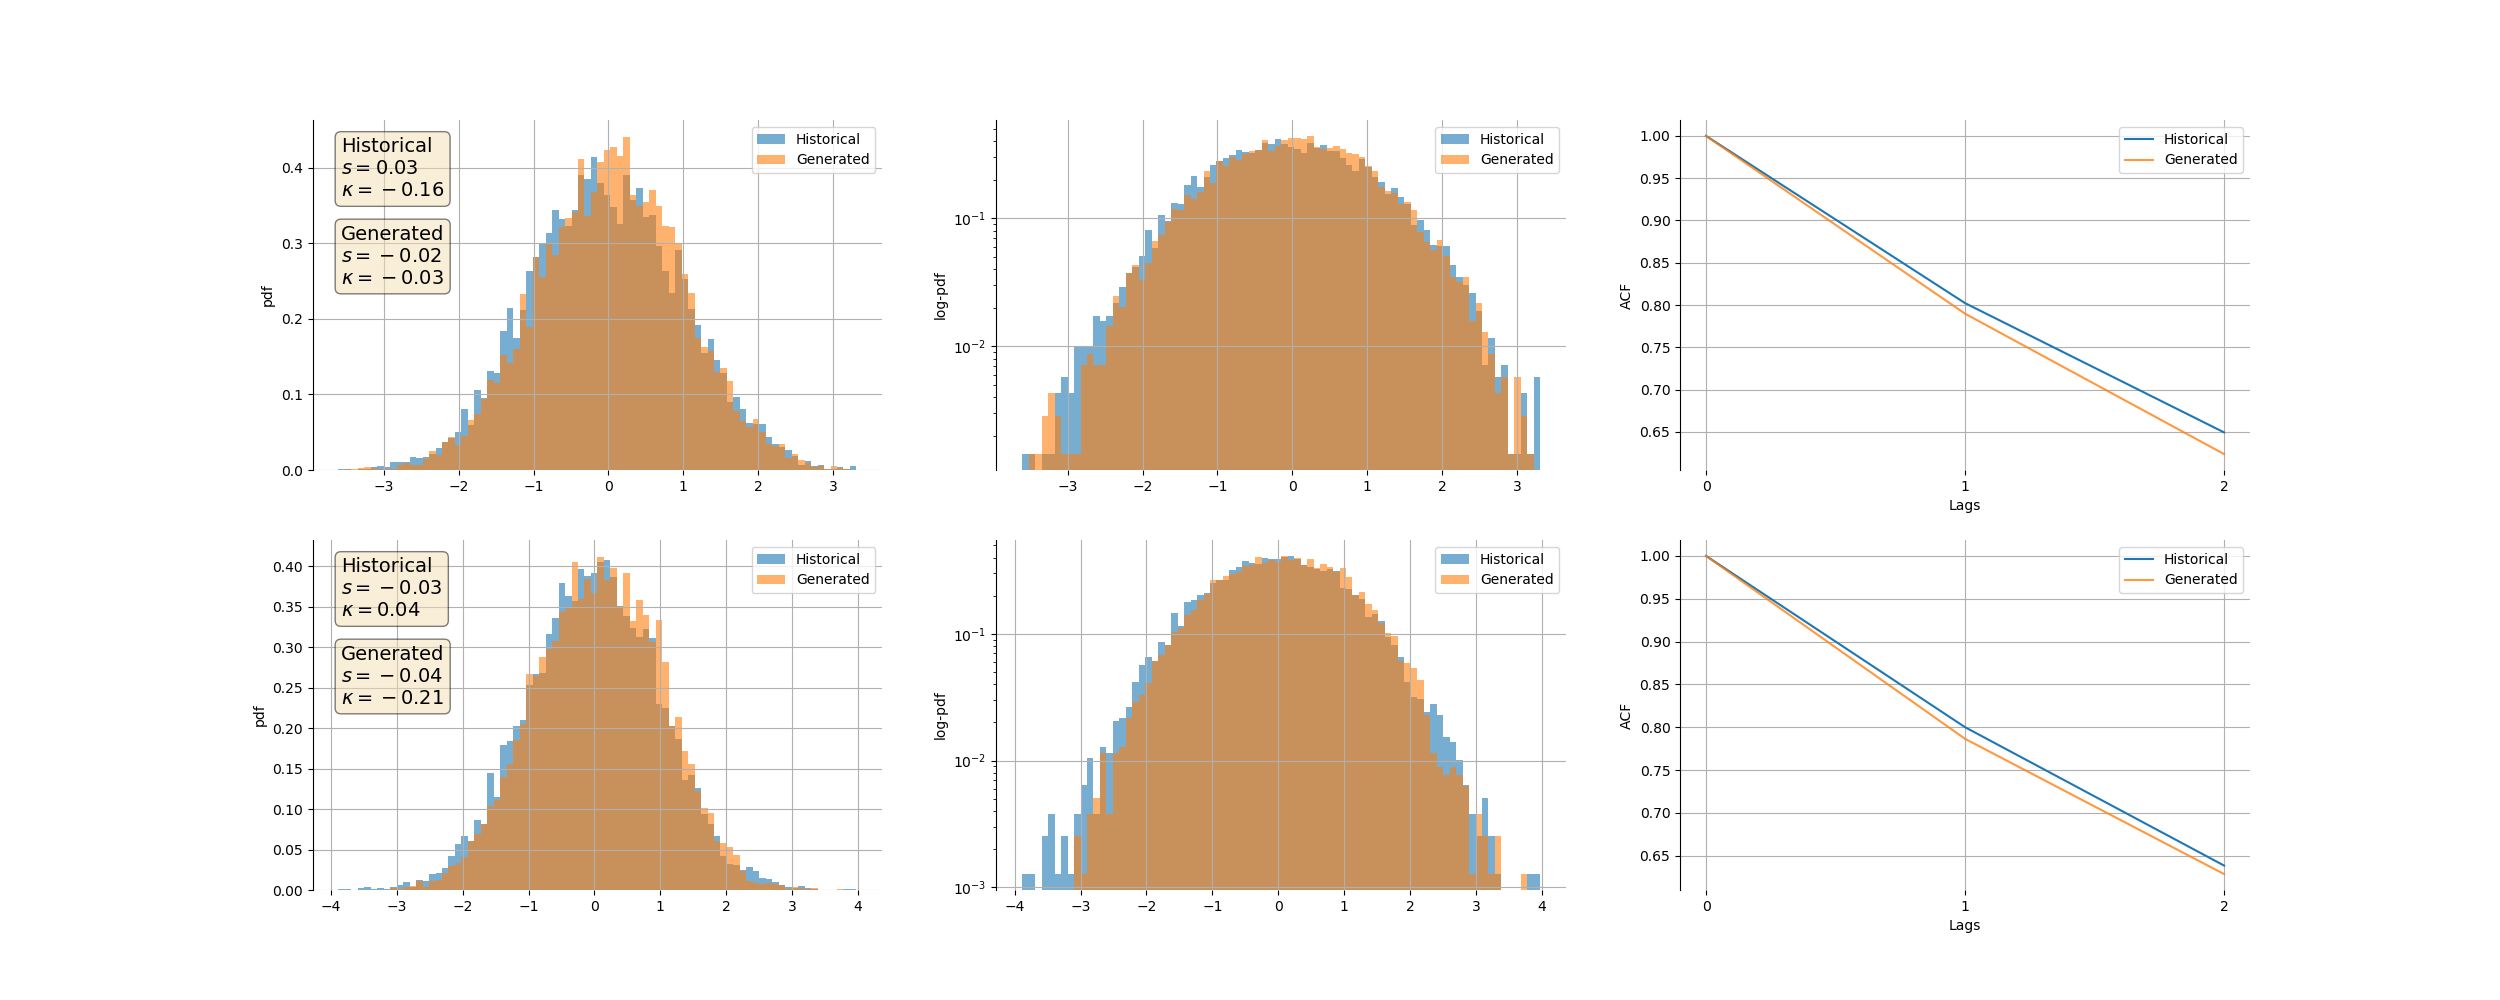 Historical
s = 0.03
κ = −0.16
Generated
s = −0.02
κ = −0.03
Historical
Generated
pdf
0.4
0.3
0.2
0.1
0.0
−3 −2 −1 0 1 2 3
Historical
Generated
log-pdf
10⁻¹
10⁻²
−3 −2 −1 0 1 2 3
Historical
Generated
ACF
1.00
0.95
0.90
0.85
0.80
0.75
0.70
0.65
0 1 2
Lags
Historical
s = −0.03
κ = 0.04
Generated
s = −0.04
κ = −0.21
Historical
Generated
pdf
0.40
0.35
0.30
0.25
0.20
0.15
0.10
0.05
0.00
−4 −3 −2 −1 0 1 2 3 4
Historical
Generated
log-pdf
10⁻¹
10⁻²
10⁻³
−4 −3 −2 −1 0 1 2 3 4
Historical
Generated
ACF
1.00
0.95
0.90
0.85
0.80
0.75
0.70
0.65
0 1 2
Lags